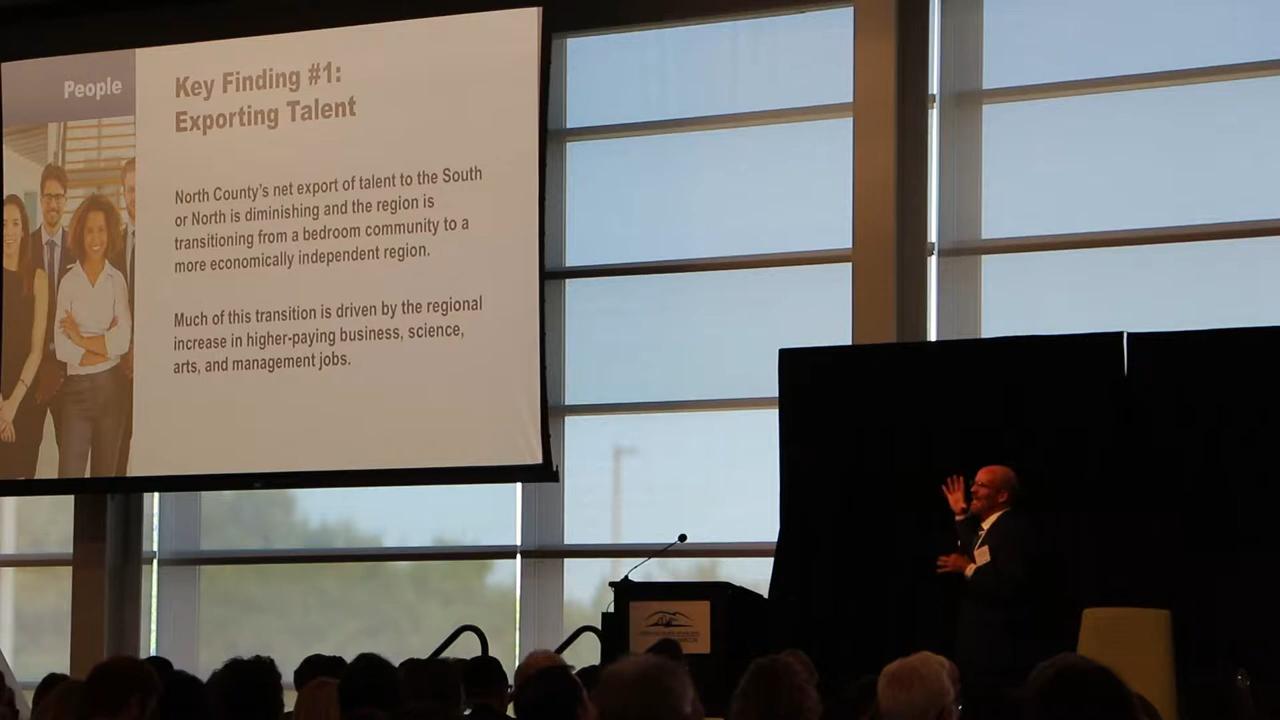 People
Key Finding #1:
Exporting Talent
North County's net export of talent to the South
or North is diminishing and the region is
transitioning from a bedroom community to a
more economically independent region.
Much of this transition is driven by the regional
increase in higher-paying business, science,
arts, and management jobs.